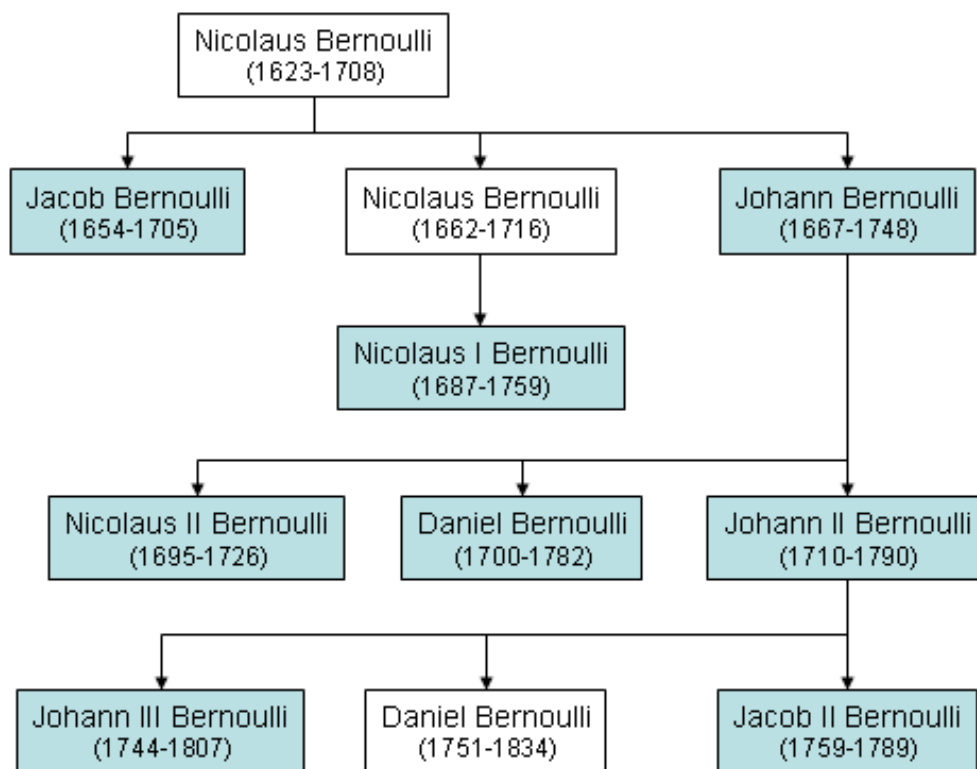 Nicolaus Bernoulli
(1623-1708)
Jacob Bernoulli
(1654-1705)
Nicolaus Bernoulli
(1662-1716)
Johann Bernoulli
(1667-1748)
Nicolaus I Bernoulli
(1687-1759)
Nicolaus II Bernoulli
(1695-1726)
Daniel Bernoulli
(1700-1782)
Johann II Bernoulli
(1710-1790)
Johann III Bernoulli
(1744-1807)
Daniel Bernoulli
(1751-1834)
Jacob II Bernoulli
(1759-1789)